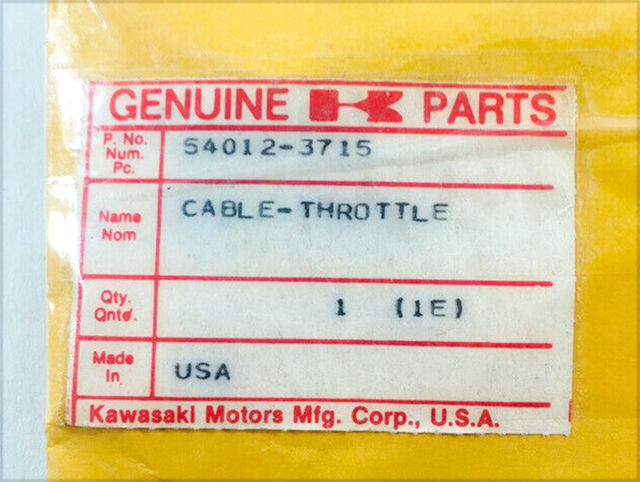 GENUINE K PARTS
P. No.
Num.
Pc.
54012-3715
Name
Nom
CABLE-THROTTLE
Qty.
Qnté.
1 (1E)
Made
In
USA
Kawasaki Motors Mfg. Corp., U.S.A.